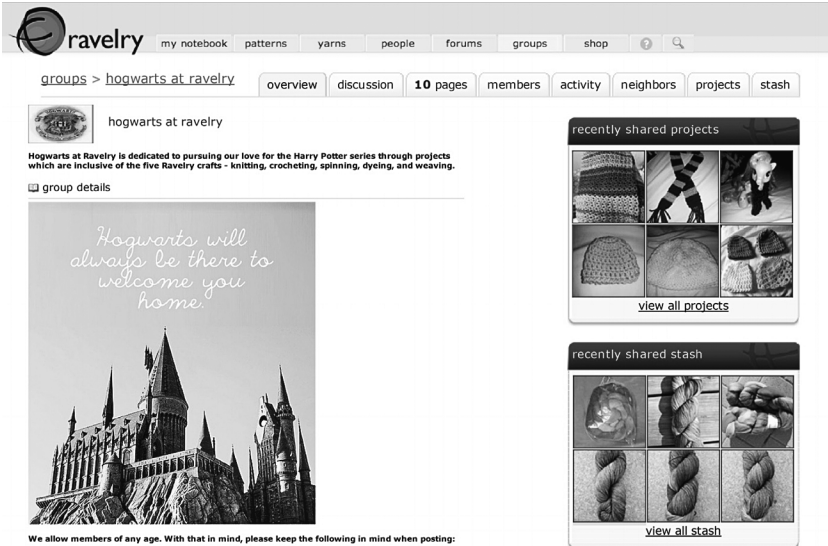 ravelry
my notebook patterns yarns people forums groups shop ?
groups > hogwarts at ravelry
overview discussion 10 pages members activity neighbors projects stash
hogwarts at ravelry
Hogwarts at Ravelry is dedicated to pursuing our love for the Harry Potter series through projects
which are inclusive of the five Ravelry crafts - knitting, crocheting, spinning, dyeing, and weaving.
group details
Hogwarts will
always be there to
welcome you
home.
We allow members of any age. With that in mind, please keep the following in mind when posting:
recently shared projects
view all projects
recently shared stash
view all stash